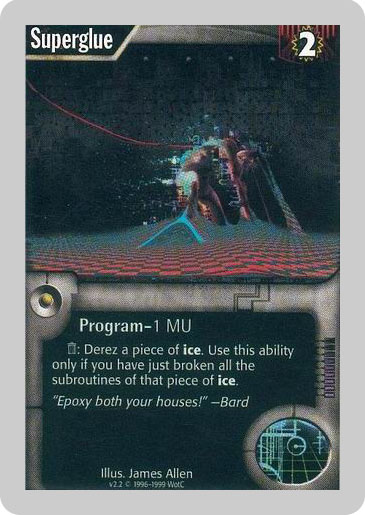 Superglue
2
Program–1 MU
: Derez a piece of ice. Use this ability
only if you have just broken all the
subroutines of that piece of ice.
"Epoxy both your houses!" –Bard
Illus. James Allen
v2.2 © 1996-1999 WotC